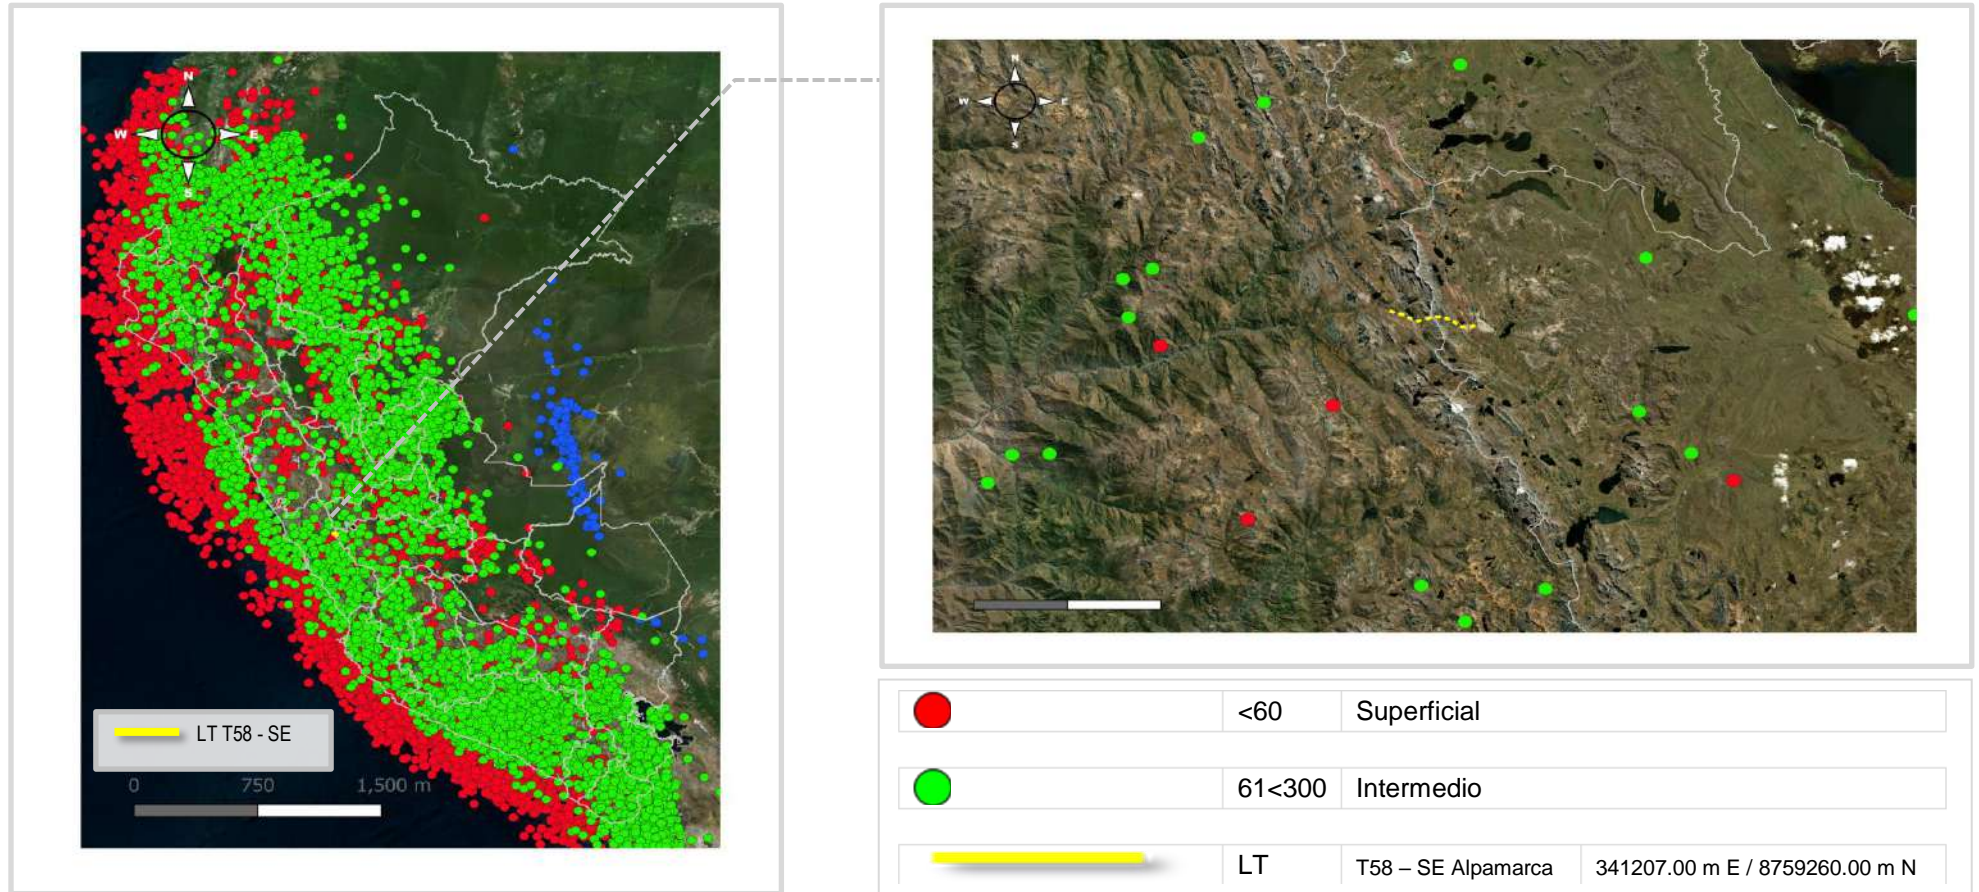 N
W E
S
LT T58 - SE
0 750 1,500 m
N
W E
S
<60 Superficial
61<300 Intermedio
LT T58 – SE Alpamarca 341207.00 m E / 8759260.00 m N